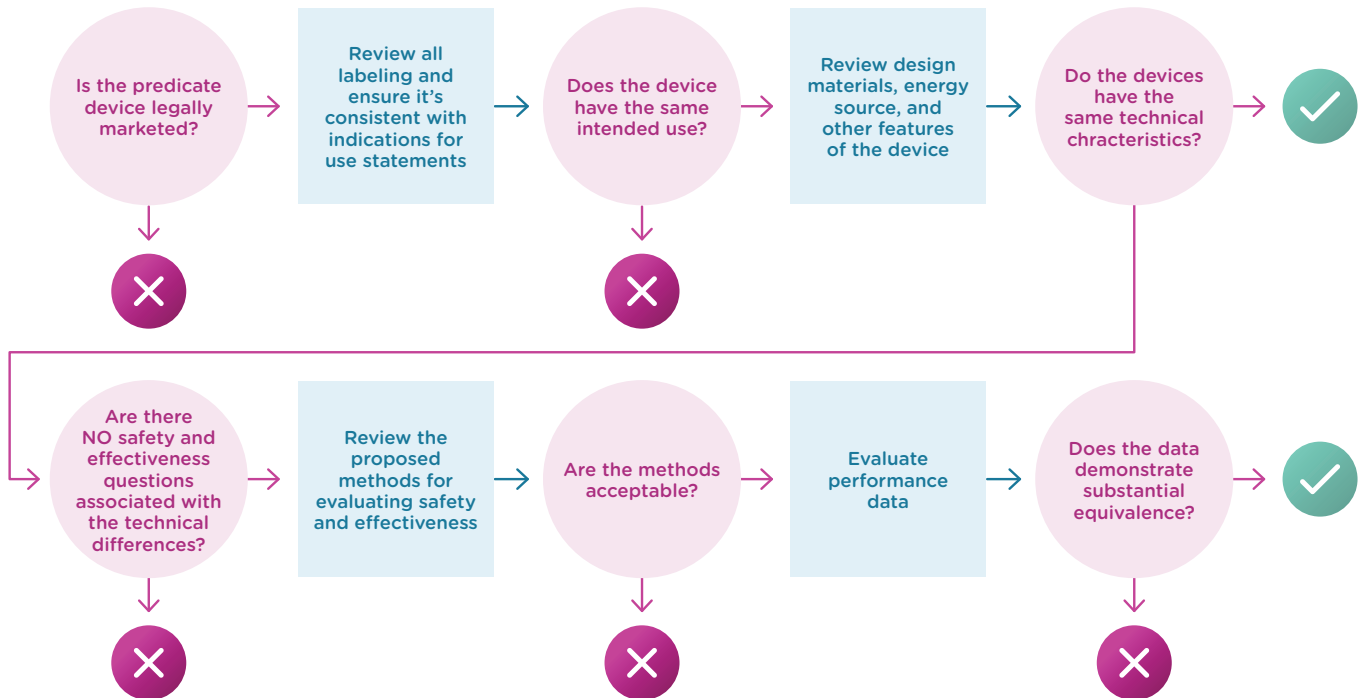 Is the predicate
device legally
marketed?
Review all
labeling and
ensure it's
consistent with
indications for
use statements
Does the device
have the same
intended use?
Review design
materials, energy
source, and
other features
of the device
Do the devices
have the
same technical
chracteristics?
Are there
NO safety and
effectiveness
questions
associated with
the technical
differences?
Review the
proposed
methods for
evaluating safety
and effectiveness
Are the methods
acceptable?
Evaluate
performance
data
Does the data
demonstrate
substantial
equivalence?